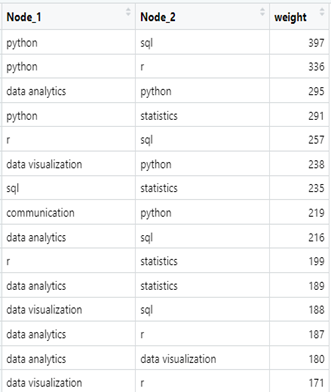 Node_1 Node_2 weight
python sql 397
python r 336
data analytics python 295
python statistics 291
r sql 257
data visualization python 238
sql statistics 235
communication python 219
data analytics sql 216
r statistics 199
data analytics statistics 189
data visualization sql 188
data analytics r 187
data analytics data visualization 180
data visualization r 171